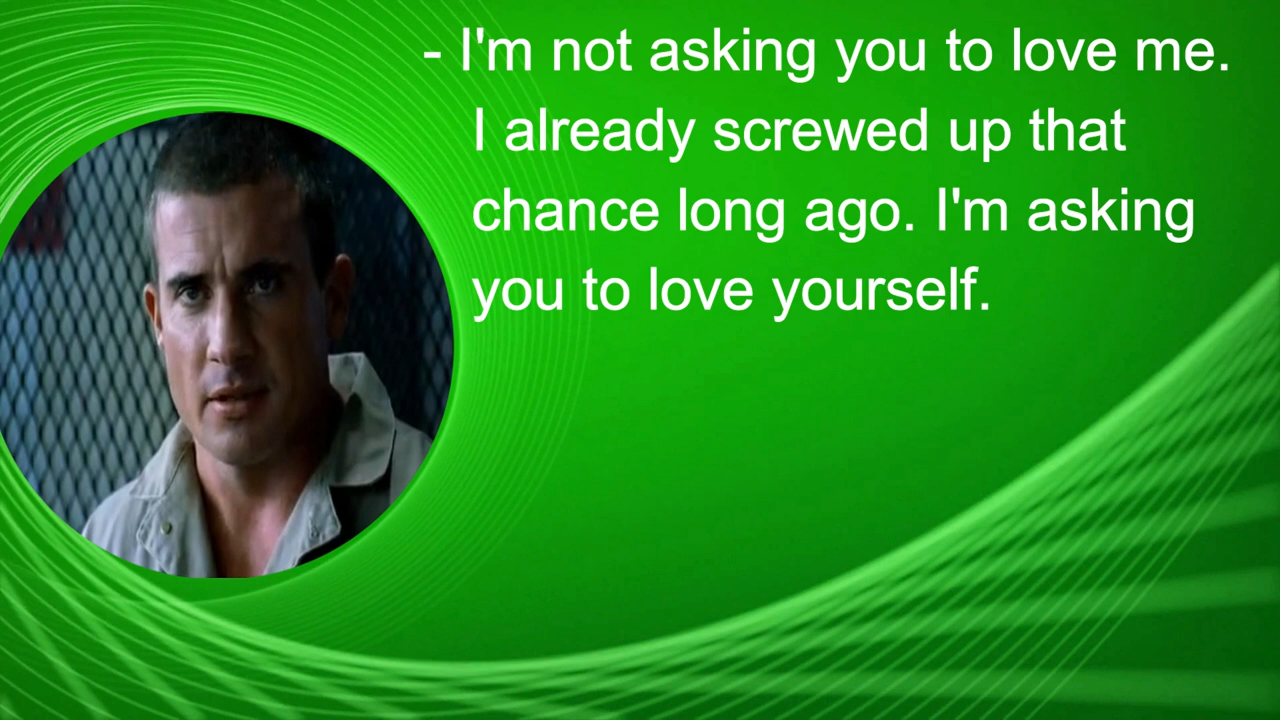 - I'm not asking you to love me.
I already screwed up that
chance long ago. I'm asking
you to love yourself.